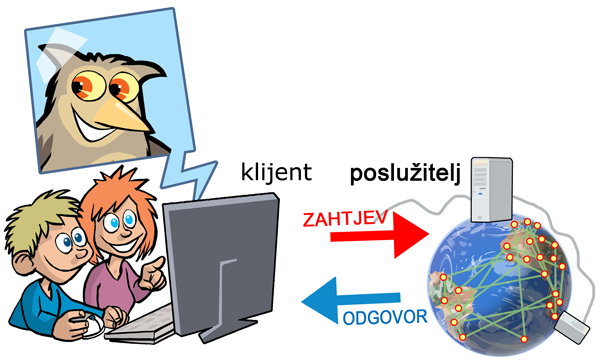 klijent
poslužitelj
ZAHTJEV
ODGOVOR